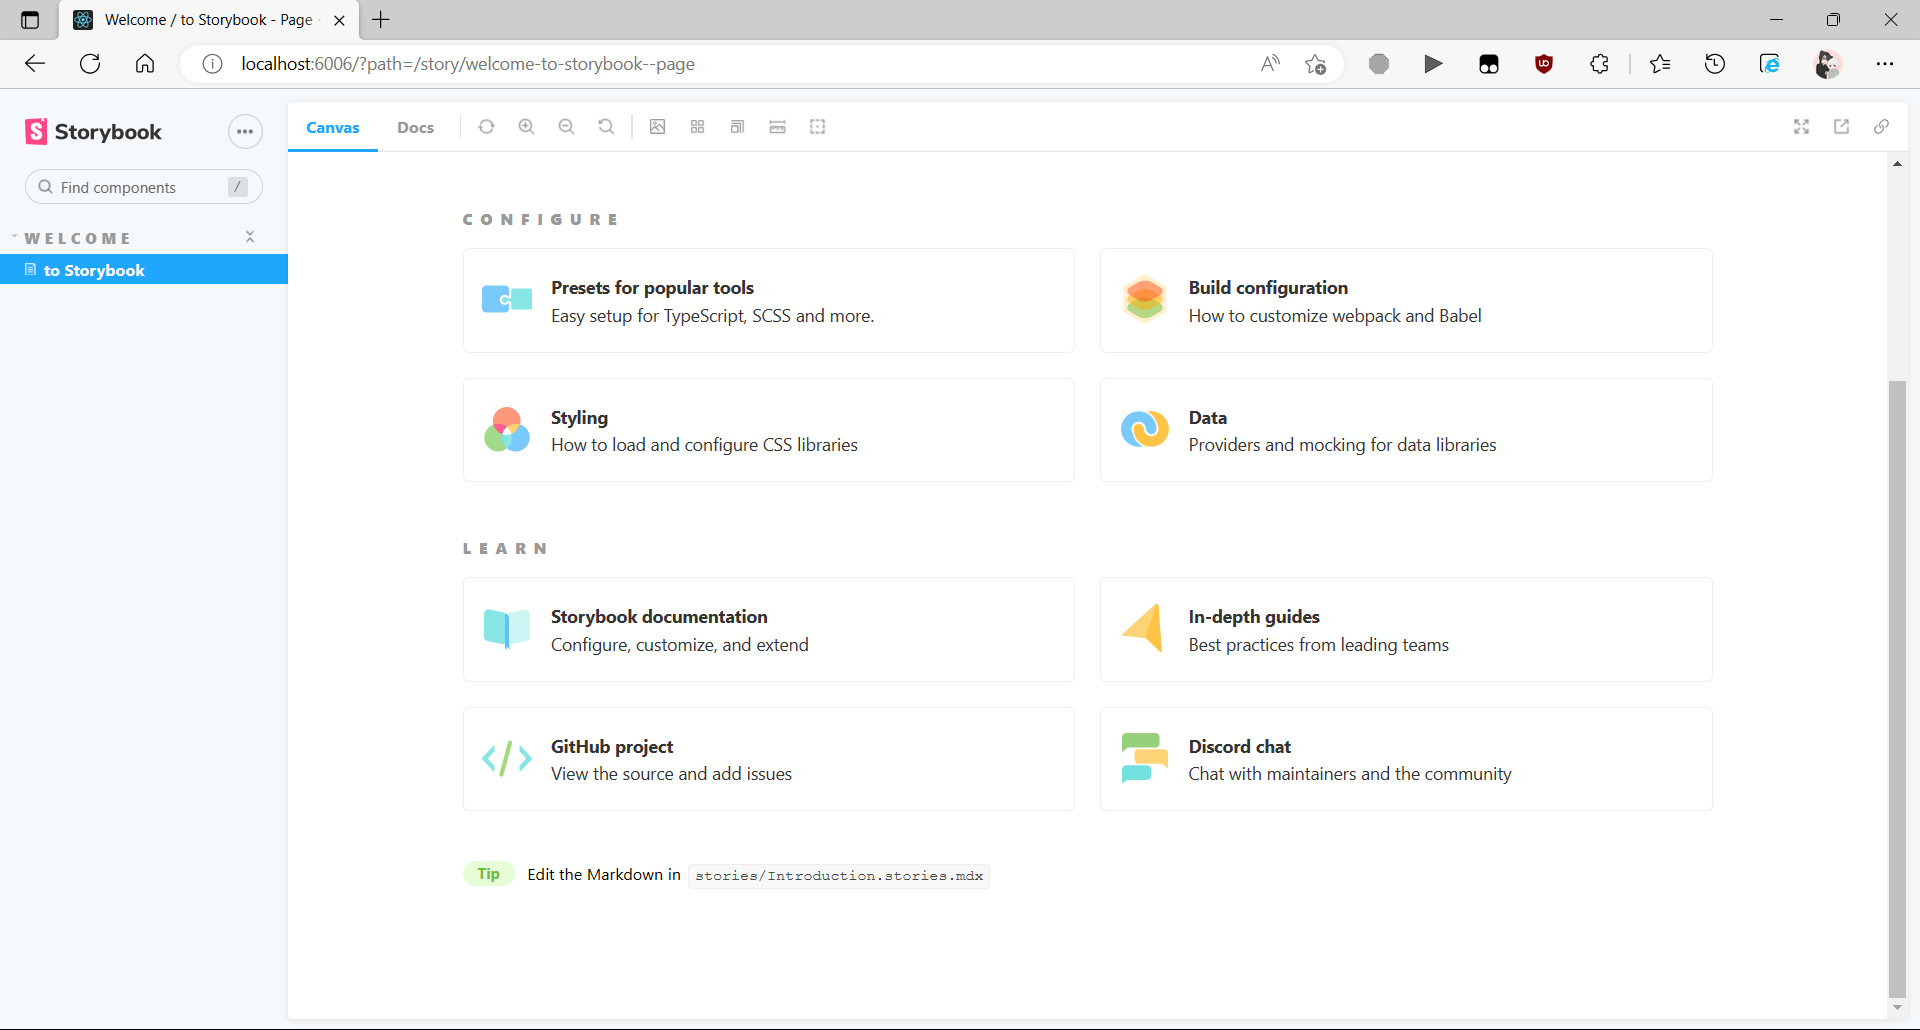 Welcome / to Storybook - Page
localhost:6006/?path=/story/welcome-to-storybook--page
Storybook
Find components /
WELCOME
to Storybook
Canvas Docs
CONFIGURE
Presets for popular tools
Easy setup for TypeScript, SCSS and more.
Build configuration
How to customize webpack and Babel
Styling
How to load and configure CSS libraries
Data
Providers and mocking for data libraries
LEARN
Storybook documentation
Configure, customize, and extend
In-depth guides
Best practices from leading teams
GitHub project
View the source and add issues
Discord chat
Chat with maintainers and the community
Tip Edit the Markdown in stories/Introduction.stories.mdx